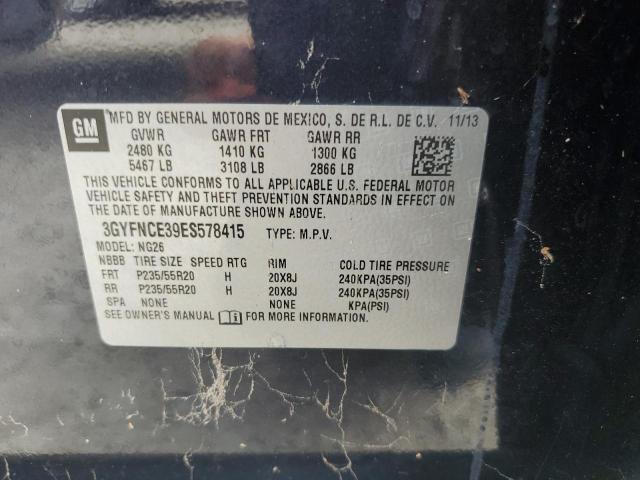 GM
MFD BY GENERAL MOTORS DE MEXICO, S. DE R.L. DE C.V. 11/13
GVWR GAWR FRT GAWR RR
2480 KG 1410 KG 1300 KG
5467 LB 3108 LB 2866 LB
THIS VEHICLE CONFORMS TO ALL APPLICABLE U.S. FEDERAL MOTOR
VEHICLE SAFETY AND THEFT PREVENTION STANDARDS IN EFFECT ON
THE DATE OF MANUFACTURE SHOWN ABOVE.
3GYFNCE39ES578415 TYPE: M.P.V.
MODEL: NG26
NBBB TIRE SIZE SPEED RTG RIM COLD TIRE PRESSURE
FRT P235/55R20 H 20X8J 240KPA(35PSI)
RR P235/55R20 H 20X8J 240KPA(35PSI)
SPA NONE NONE KPA(PSI)
SEE OWNER'S MANUAL FOR MORE INFORMATION.